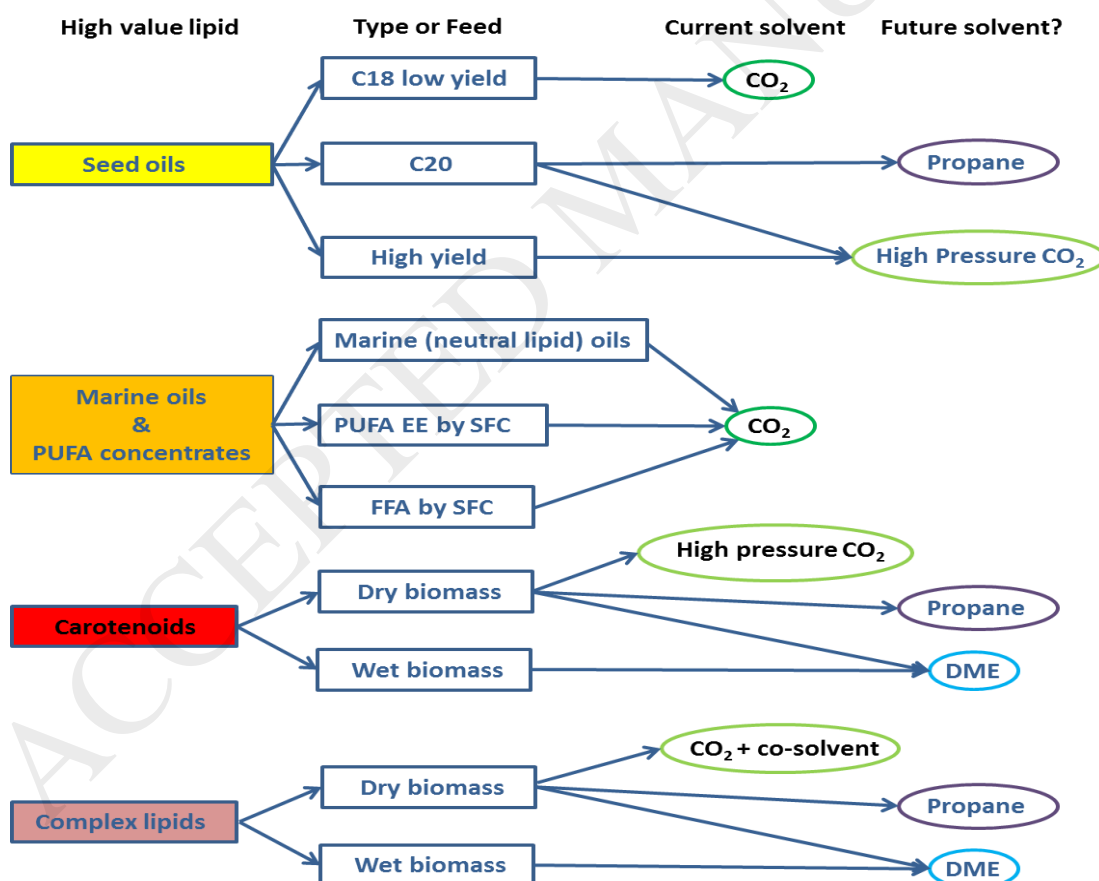 High value lipid
Type or Feed
Current solvent
Future solvent?
C18 low yield
CO₂
Seed oils
C20
Propane
High yield
High Pressure CO₂
Marine (neutral lipid) oils
Marine oils
&
PUFA concentrates
PUFA EE by SFC
CO₂
FFA by SFC
High pressure CO₂
Dry biomass
Propane
Carotenoids
Wet biomass
DME
CO₂ + co-solvent
Dry biomass
Propane
Complex lipids
Wet biomass
DME
ACCEPTED MANU